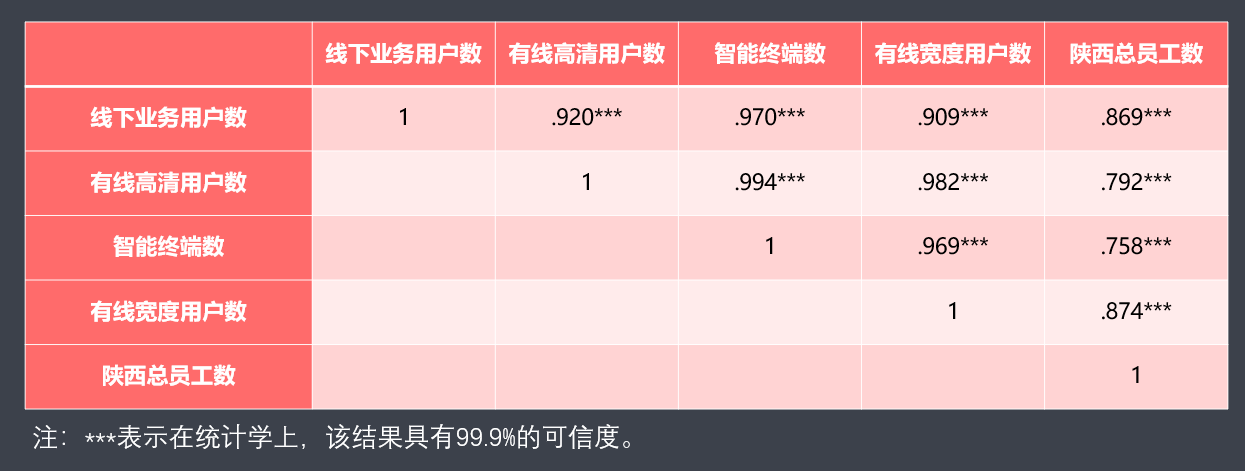 线下业务用户数 有线高清用户数 智能终端数 有线宽度用户数 陕西总员工数
线下业务用户数 1 .920*** .970*** .909*** .869***
有线高清用户数 1 .994*** .982*** .792***
智能终端数 1 .969*** .758***
有线宽度用户数 1 .874***
陕西总员工数 1
注：***表示在统计学上，该结果具有99.9%的可信度。